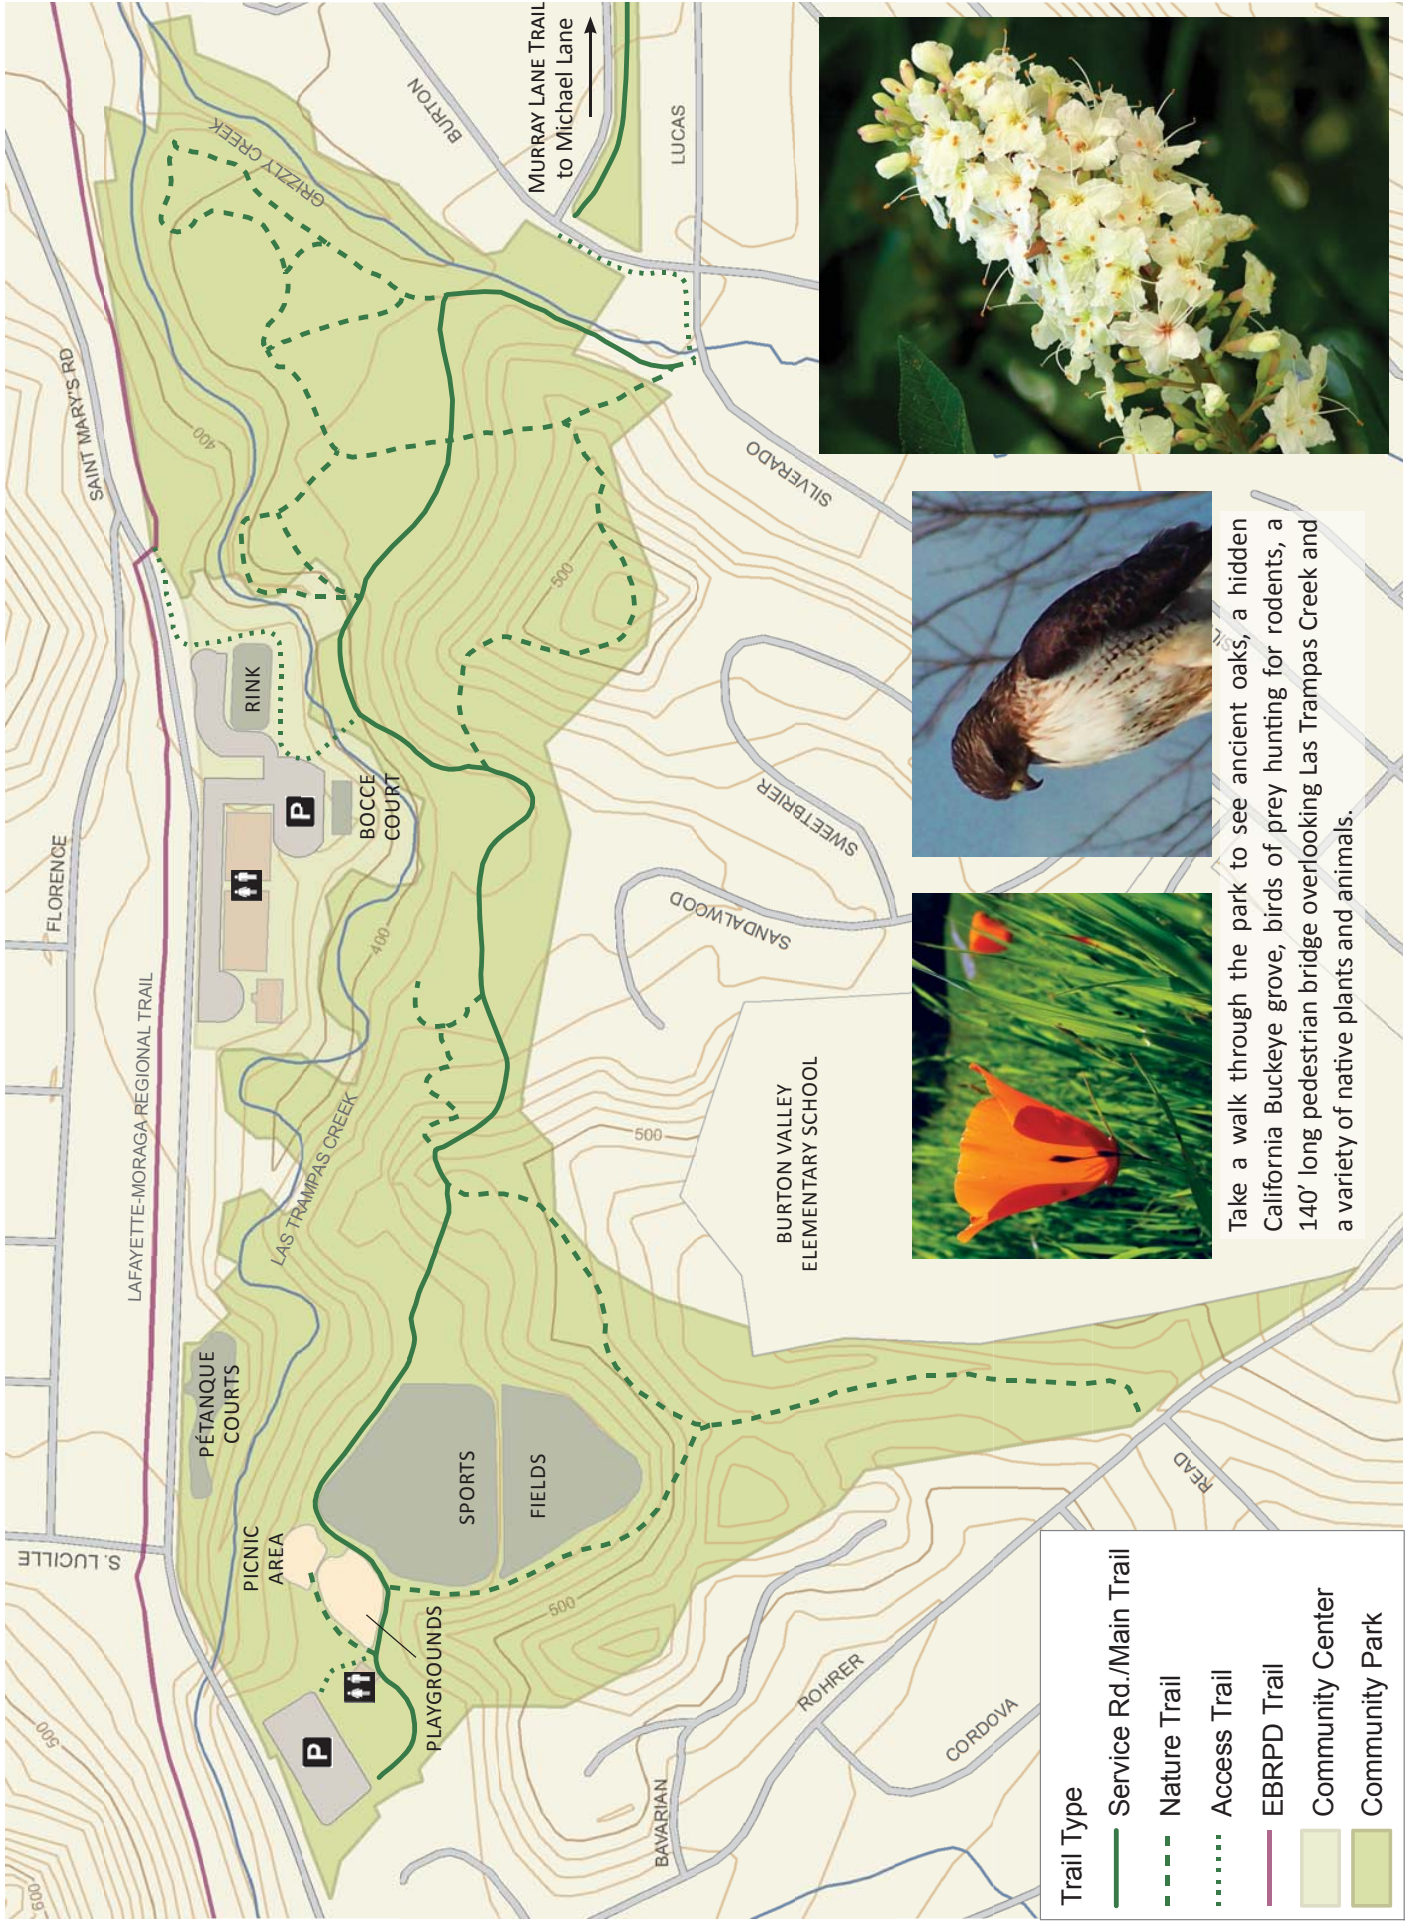 MURRAY LANE TRAIL
to Michael Lane
BURTON
LUCAS
GRIZZLY CREEK
SAINT MARY'S RD
400
SILVERADO
500
RINK
P
BOCCE
COURT
FLORENCE
LAFAYETTE-MORAGA REGIONAL TRAIL
400
SWEETBRIER
SANDALWOOD
LAS TRAMPAS CREEK
500
BURTON VALLEY
ELEMENTARY SCHOOL
PÉTANQUE
COURTS
SPORTS
FIELDS
PICNIC
AREA
S. LUCILLE
PLAYGROUNDS
P
500
500
600
READ
ROHRER
CORDOVA
BAVARIAN
SIL
Take a walk through the park to see ancient oaks, a hidden
California Buckeye grove, birds of prey hunting for rodents, a
140' long pedestrian bridge overlooking Las Trampas Creek and
a variety of native plants and animals.
Trail Type
Service Rd./Main Trail
Nature Trail
Access Trail
EBRPD Trail
Community Center
Community Park